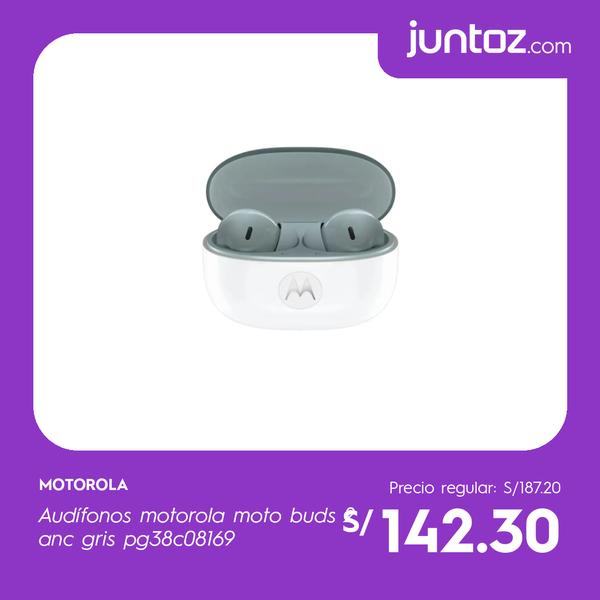 juntoz.com
MOTOROLA
Precio regular: S/187.20
Audífonos motorola moto buds
anc gris pg38c08169
S/ 142.30